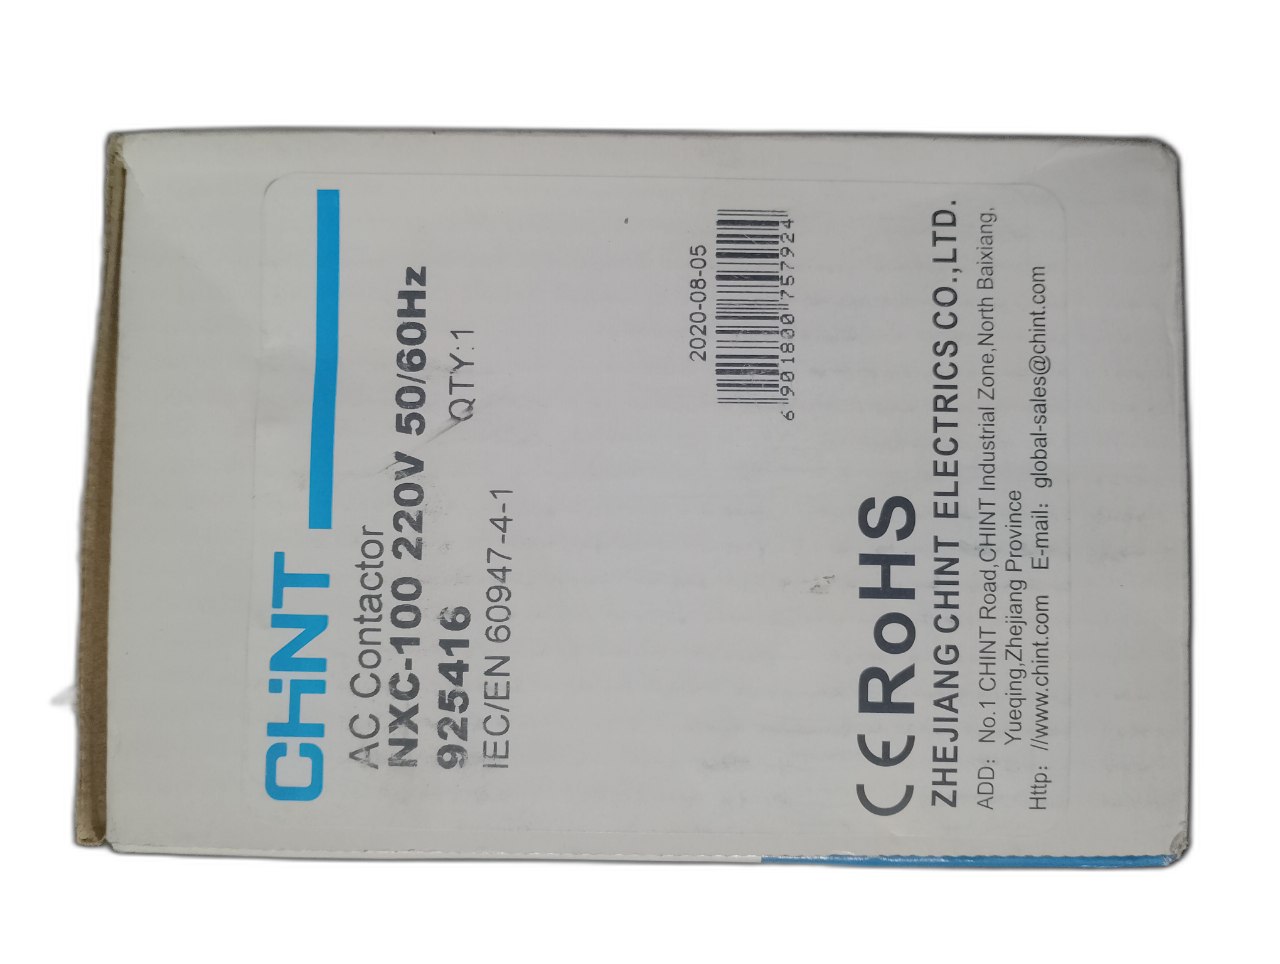 CHiNT
AC Contactor
NXC-100 220V 50/60Hz
925416 QTY:1
IEC/EN 60947-4-1
2020-08-05
6 901800 757924
CE RoHS
ZHEJIANG CHINT ELECTRICS CO.,LTD.
ADD: No.1 CHINT Road,CHINT Industrial Zone,North Baixiang,
Yueqing,Zhejiang Province
Http: //www.chint.com E-mail: global-sales@chint.com